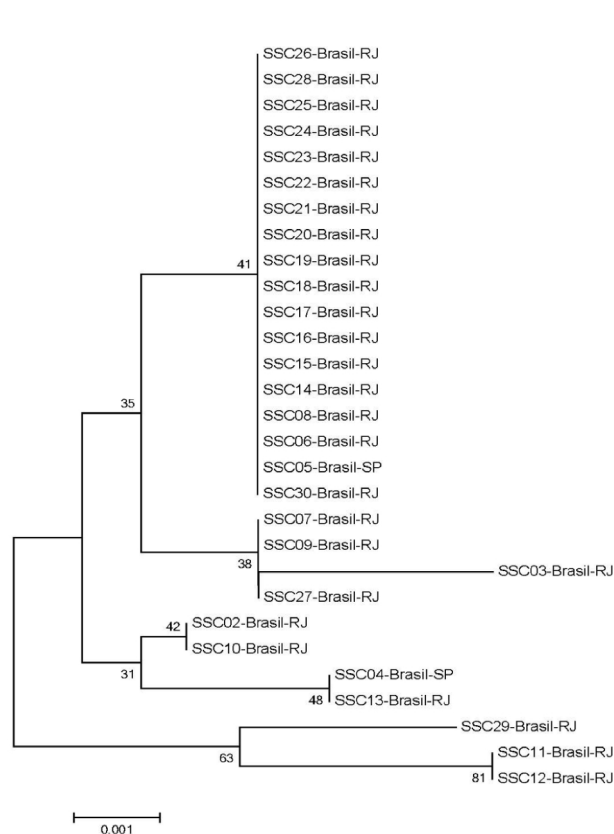 SSC26-Brasil-RJ
SSC28-Brasil-RJ
SSC25-Brasil-RJ
SSC24-Brasil-RJ
SSC23-Brasil-RJ
SSC22-Brasil-RJ
SSC21-Brasil-RJ
SSC20-Brasil-RJ
SSC19-Brasil-RJ
41
SSC18-Brasil-RJ
SSC17-Brasil-RJ
SSC16-Brasil-RJ
SSC15-Brasil-RJ
SSC14-Brasil-RJ
35
SSC08-Brasil-RJ
SSC06-Brasil-RJ
SSC05-Brasil-SP
SSC30-Brasil-RJ
SSC07-Brasil-RJ
SSC09-Brasil-RJ
38
SSC03-Brasil-RJ
SSC27-Brasil-RJ
42
SSC02-Brasil-RJ
SSC10-Brasil-RJ
31
SSC04-Brasil-SP
48
SSC13-Brasil-RJ
SSC29-Brasil-RJ
63
SSC11-Brasil-RJ
81
SSC12-Brasil-RJ
0.001